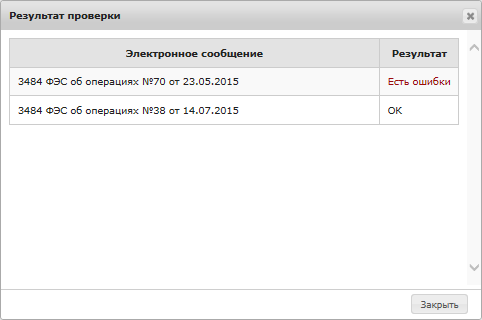 Результат проверки
Электронное сообщение Результат
3484 ФЭС об операциях №70 от 23.05.2015 Есть ошибки
3484 ФЭС об операциях №38 от 14.07.2015 OK
Закрыть